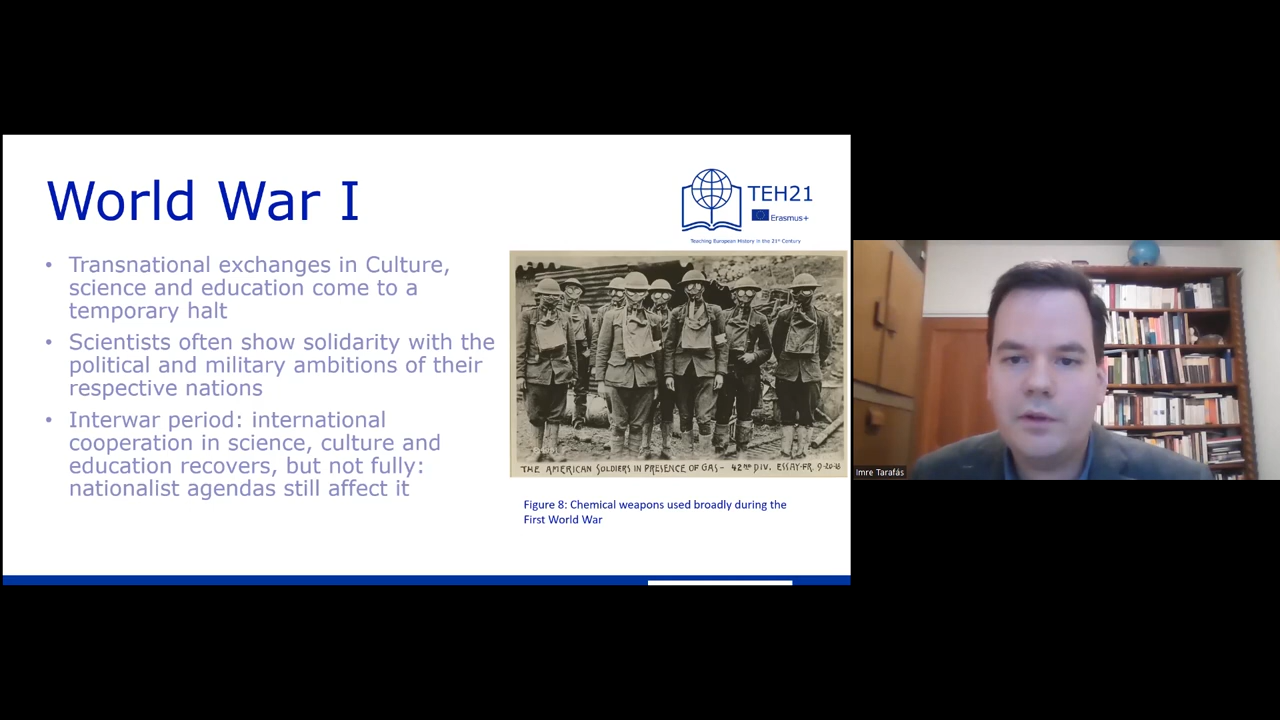 World War I
TEH21
Erasmus+
Teaching European History in the 21st Century
• Transnational exchanges in Culture,
science and education come to a
temporary halt
• Scientists often show solidarity with the
political and military ambitions of their
respective nations
• Interwar period: international
cooperation in science, culture and
education recovers, but not fully:
nationalist agendas still affect it
THE AMERICAN SOLDIERS IN PRESENCE OF GAS - 42ND DIV. ESSAY-FR. 9-20-18
Figure 8: Chemical weapons used broadly during the
First World War
Imre Tarafás